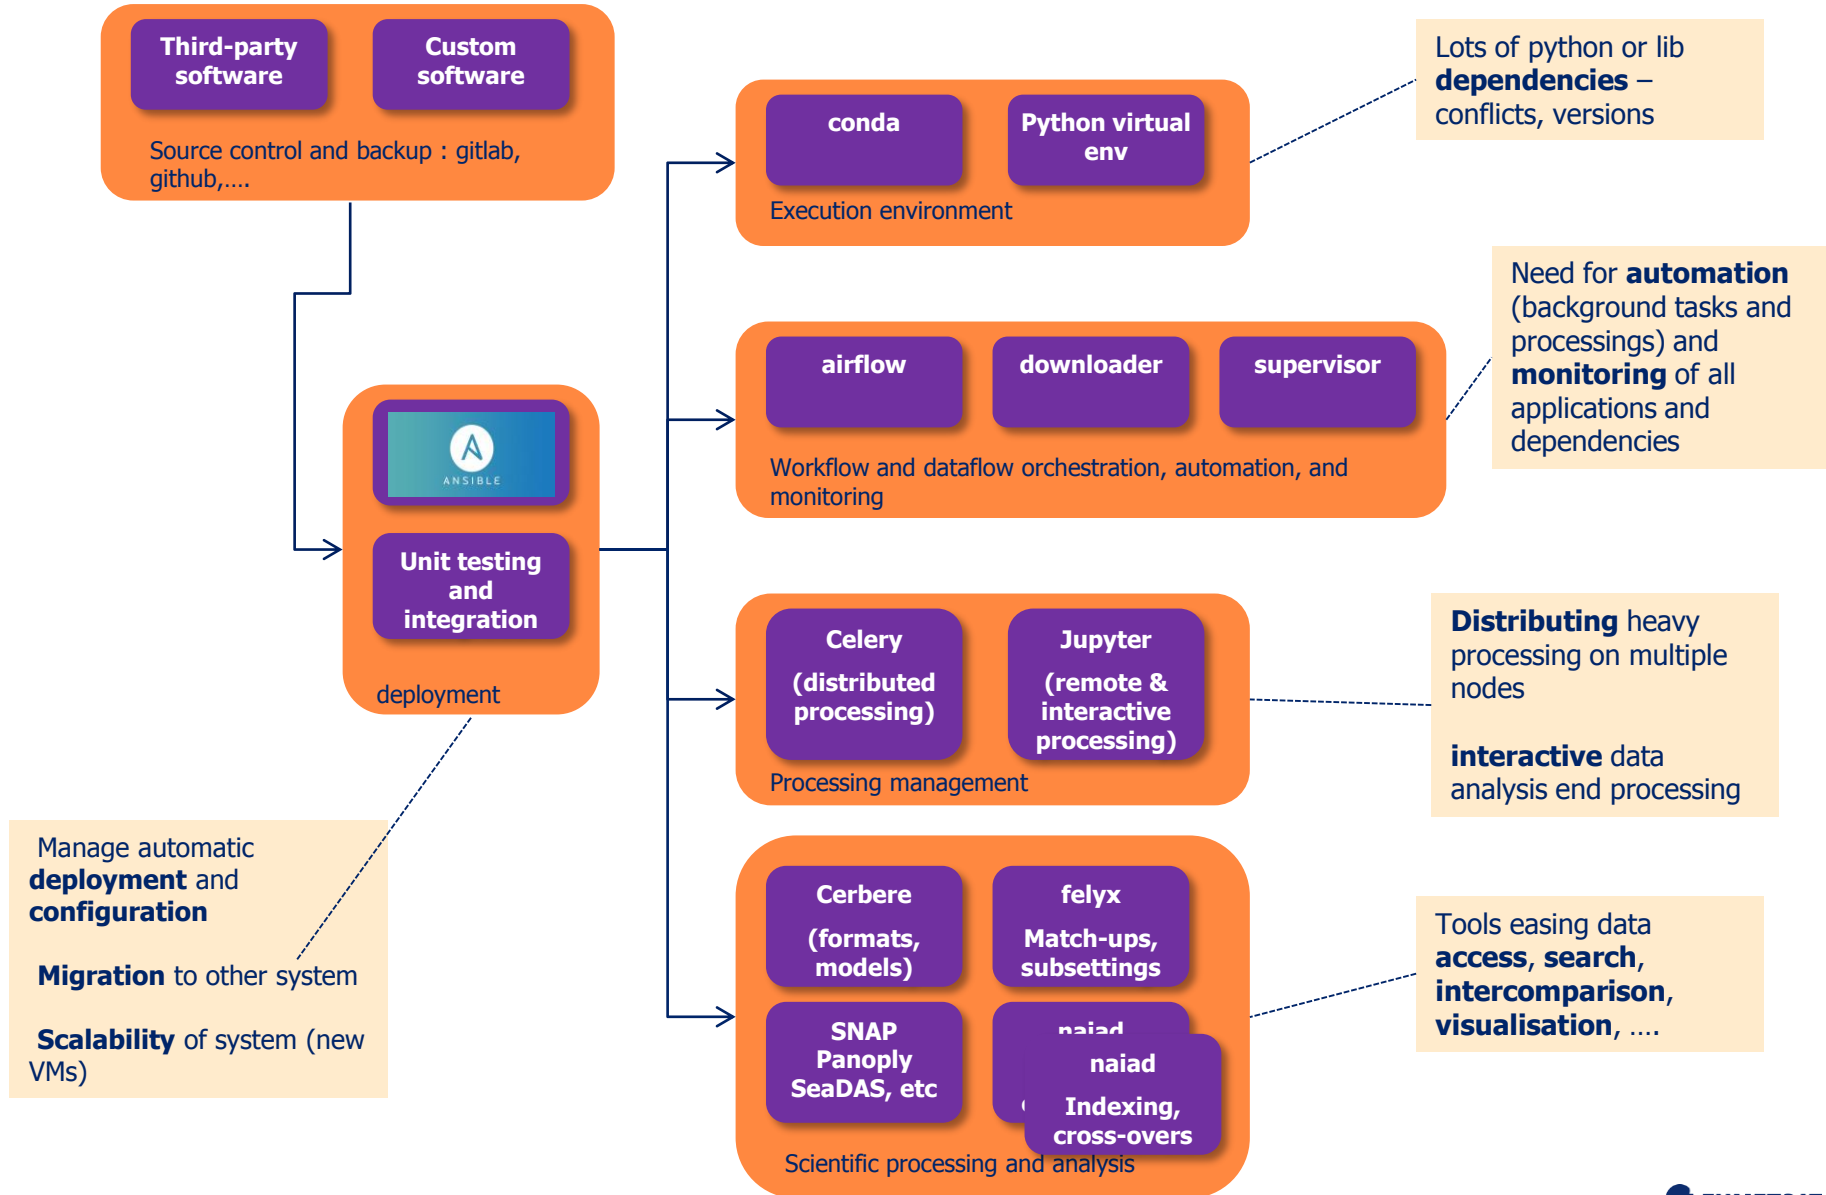 Third-party
software
Custom
software
Source control and backup : gitlab,
github,....
conda
Python virtual
env
Execution environment
Lots of python or lib
dependencies –
conflicts, versions
airflow
downloader
supervisor
Workflow and dataflow orchestration, automation, and
monitoring
Need for automation
(background tasks and
processings) and
monitoring of all
applications and
dependencies
ANSIBLE
Unit testing
and
integration
deployment
Celery
(distributed
processing)
Jupyter
(remote &
interactive
processing)
Processing management
Distributing heavy
processing on multiple
nodes
interactive data
analysis end processing
Manage automatic
deployment and
configuration
Migration to other system
Scalability of system (new
VMs)
Cerbere
(formats,
models)
felyx
Match-ups,
subsettings
SNAP
Panoply
SeaDAS, etc
naiad
naiad
Indexing,
cross-overs
Scientific processing and analysis
Tools easing data
access, search,
intercomparison,
visualisation, ....